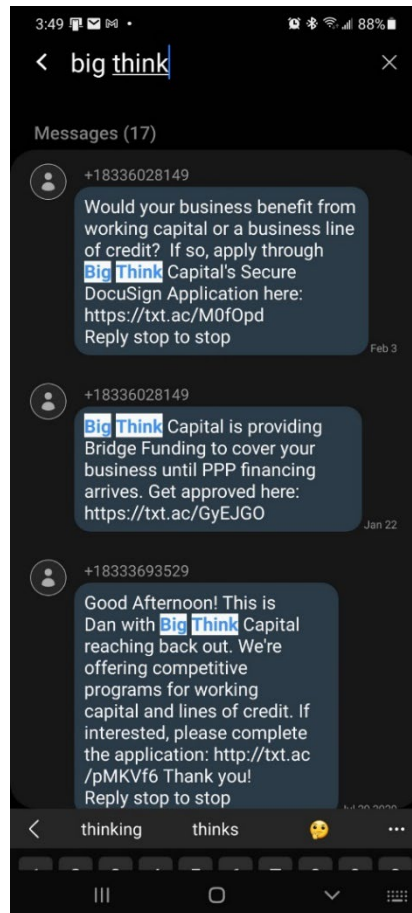 3:49
88%
big think
Messages (17)
+18336028149
Would your business benefit from
working capital or a business line
of credit? If so, apply through
Big Think Capital's Secure
DocuSign Application here:
https://txt.ac/M0fOpd
Reply stop to stop
Feb 3
+18336028149
Big Think Capital is providing
Bridge Funding to cover your
business until PPP financing
arrives. Get approved here:
https://txt.ac/GyEJGO
Jan 22
+18333693529
Good Afternoon! This is
Dan with Big Think Capital
reaching back out. We're
offering competitive
programs for working
capital and lines of credit. If
interested, please complete
the application: http://txt.ac
/pMKVf6 Thank you!
Reply stop to stop
thinking thinks